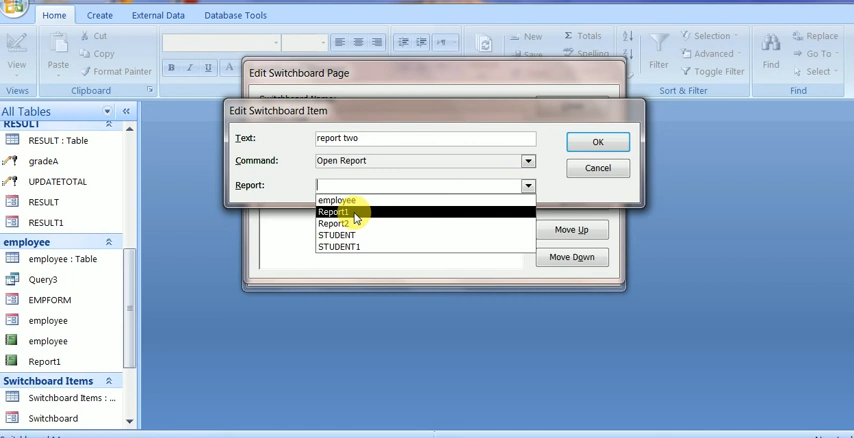 Home Create External Data Database Tools
View
Views
Paste
Cut
Copy
Format Painter
Clipboard
B I U A
New
Totals
Save
Spelling
Filter
Selection
Advanced
Toggle Filter
Sort & Filter
Find
Replace
Go To
Select
Find
All Tables
RESULT
RESULT : Table
gradeA
UPDATETOTAL
RESULT
RESULT1
employee
employee : Table
Query3
EMPFORM
employee
employee
Report1
Switchboard Items
Switchboard Items : ...
Switchboard
Edit Switchboard Page
Edit Switchboard Item
Text: report two
Command: Open Report
Report:
employee
Report1
Report2
STUDENT
STUDENT1
OK
Cancel
Move Up
Move Down